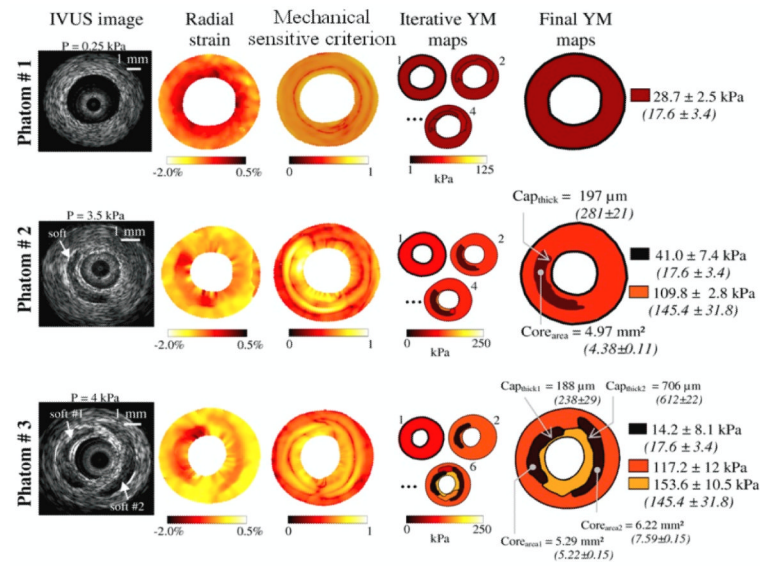 IVUS image
Radial strain
Mechanical sensitive criterion
Iterative YM maps
Final YM maps
Phatom # 1
P = 0.25 kPa
1 mm
-2.0% 0.5%
0 1
1
2
4
•••
1 125
kPa
28.7 ± 2.5 kPa
(17.6 ± 3.4)
Phatom # 2
P = 3.5 kPa
soft
1 mm
-2.0% 0.5%
0 1
1
2
4
•••
0 250
kPa
Capthick = 197 µm
(281±21)
Corearea = 4.97 mm²
(4.38±0.11)
41.0 ± 7.4 kPa
(17.6 ± 3.4)
109.8 ± 2.8 kPa
(145.4 ± 31.8)
Phatom # 3
P = 4 kPa
soft #1
1 mm
soft #2
-2.0% 0.5%
0 1
1
2
6
•••
0 250
kPa
Capthick1 = 188 µm
(238±29)
Capthick2 = 706 µm
(612±22)
Corearea1 = 5.29 mm²
(5.22±0.15)
Corearea2 = 6.22 mm²
(7.59±0.15)
14.2 ± 8.1 kPa
(17.6 ± 3.4)
117.2 ± 12 kPa
153.6 ± 10.5 kPa
(145.4 ± 31.8)